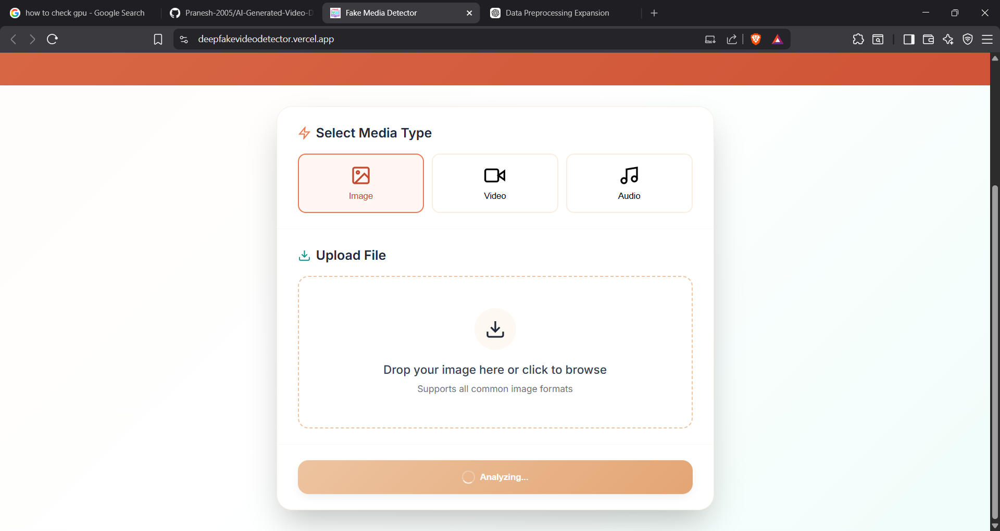 how to check gpu - Google Search
Pranesh-2005/AI-Generated-Video-D
Fake Media Detector
Data Preprocessing Expansion
deepfakevideodetector.vercel.app
Select Media Type
Image
Video
Audio
Upload File
Drop your image here or click to browse
Supports all common image formats
Analyzing...